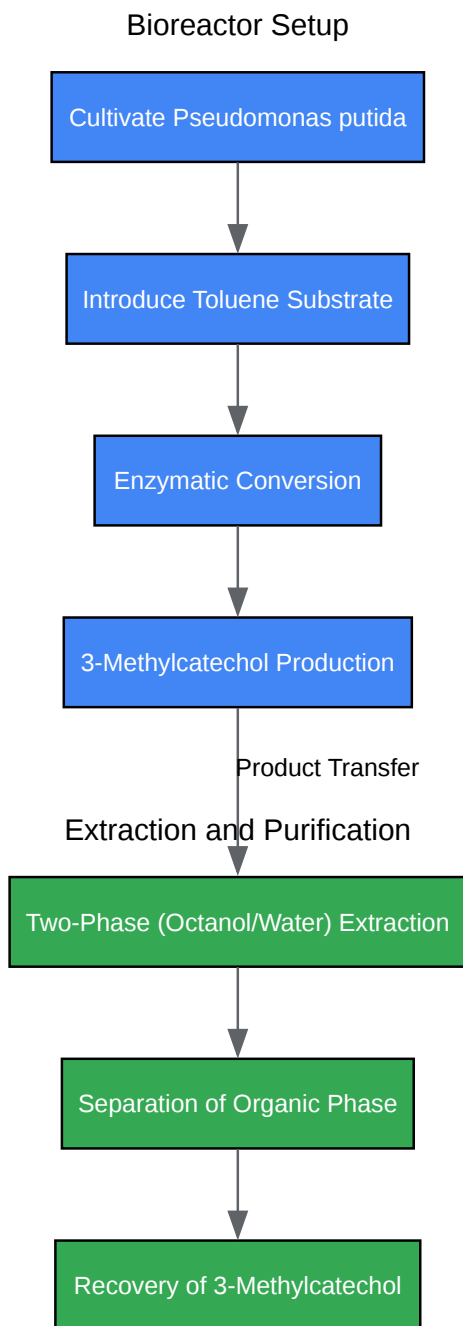 Bioreactor Setup
Cultivate Pseudomonas putida
Introduce Toluene Substrate
Enzymatic Conversion
3-Methylcatechol Production
Product Transfer
Extraction and Purification
Two-Phase (Octanol/Water) Extraction
Separation of Organic Phase
Recovery of 3-Methylcatechol